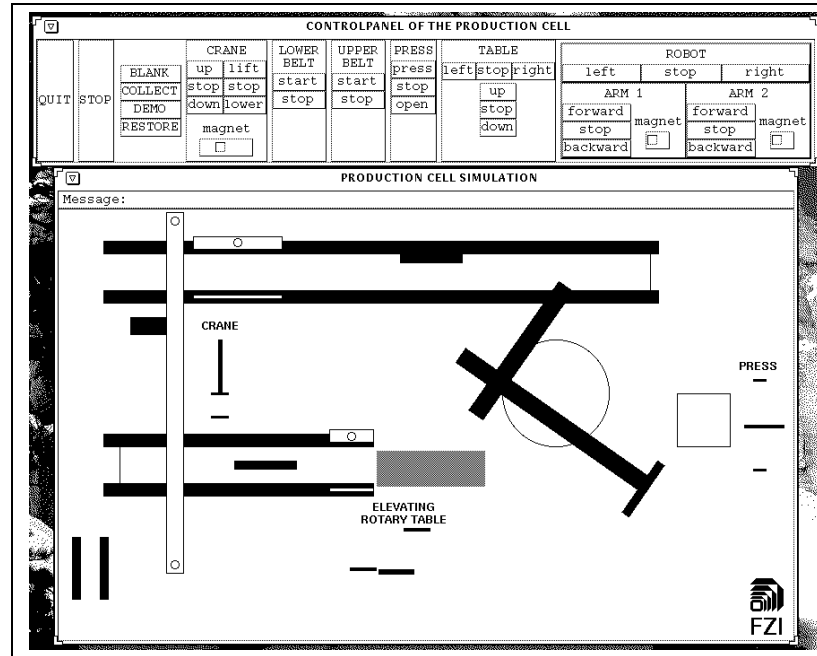 CONTROLPANEL OF THE PRODUCTION CELL
QUIT
STOP
BLANK
COLLECT
DEMO
RESTORE
CRANE
up lift
stop stop
down lower
magnet
LOWER
BELT
start
stop
UPPER
BELT
start
stop
PRESS
press
stop
open
TABLE
left stop right
up
stop
down
ROBOT
left stop right
ARM 1
forward
stop
backward
magnet
ARM 2
forward
stop
backward
magnet
PRODUCTION CELL SIMULATION
Message:
CRANE
PRESS
ELEVATING
ROTARY TABLE
FZI